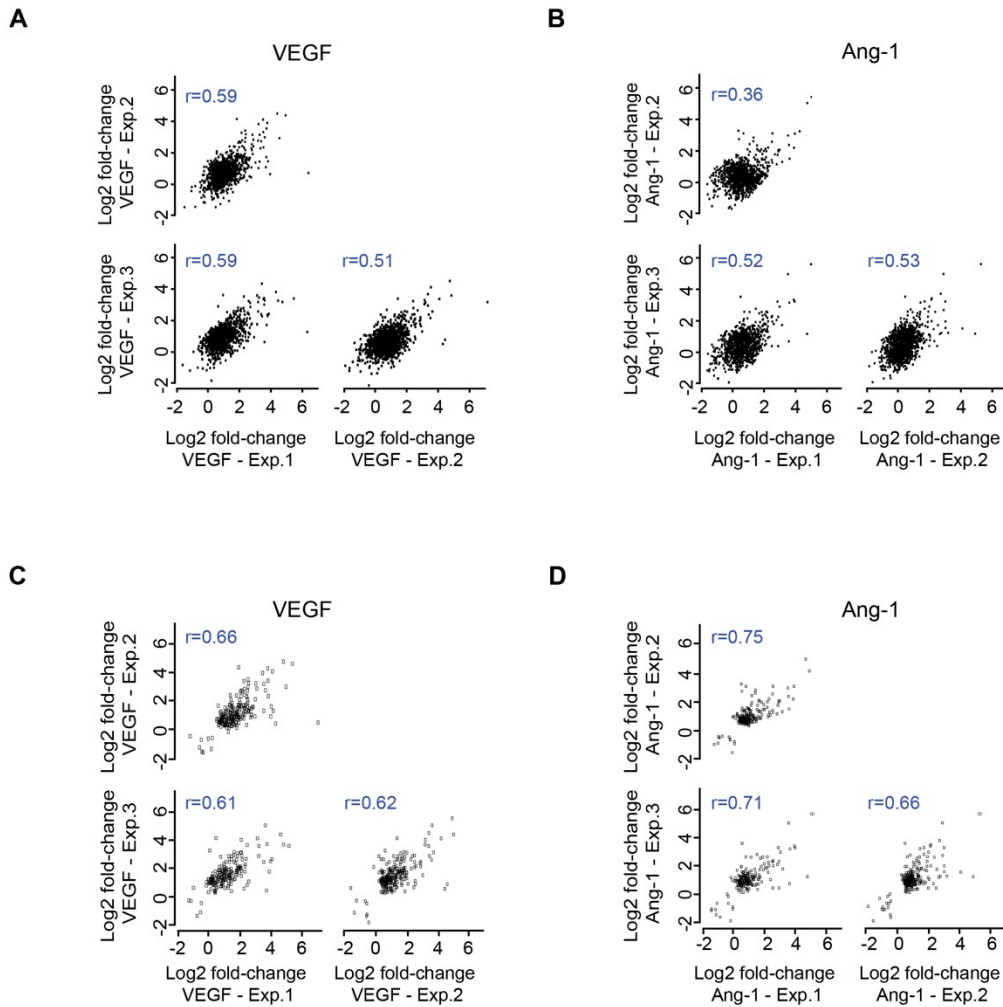 A
VEGF
Log2 fold-change
VEGF - Exp.2
-2 0 2 4 6
r=0.59
Log2 fold-change
VEGF - Exp.3
-2 0 2 4 6
r=0.59
r=0.51
-2 0 2 4 6
-2 0 2 4 6
Log2 fold-change
VEGF - Exp.1
Log2 fold-change
VEGF - Exp.2
B
Ang-1
Log2 fold-change
Ang-1 - Exp.2
-2 0 2 4 6
r=0.36
Log2 fold-change
Ang-1 - Exp.3
-2 0 2 4 6
r=0.52
r=0.53
-2 0 2 4 6
-2 0 2 4 6
Log2 fold-change
Ang-1 - Exp.1
Log2 fold-change
Ang-1 - Exp.2
C
VEGF
Log2 fold-change
VEGF - Exp.2
-2 0 2 4 6
r=0.66
Log2 fold-change
VEGF - Exp.3
-2 0 2 4 6
r=0.61
r=0.62
-2 0 2 4 6
-2 0 2 4 6
Log2 fold-change
VEGF - Exp.1
Log2 fold-change
VEGF - Exp.2
D
Ang-1
Log2 fold-change
Ang-1 - Exp.2
-2 0 2 4 6
r=0.75
Log2 fold-change
Ang-1 - Exp.3
-2 0 2 4 6
r=0.71
r=0.66
-2 0 2 4 6
-2 0 2 4 6
Log2 fold-change
Ang-1 - Exp.1
Log2 fold-change
Ang-1 - Exp.2